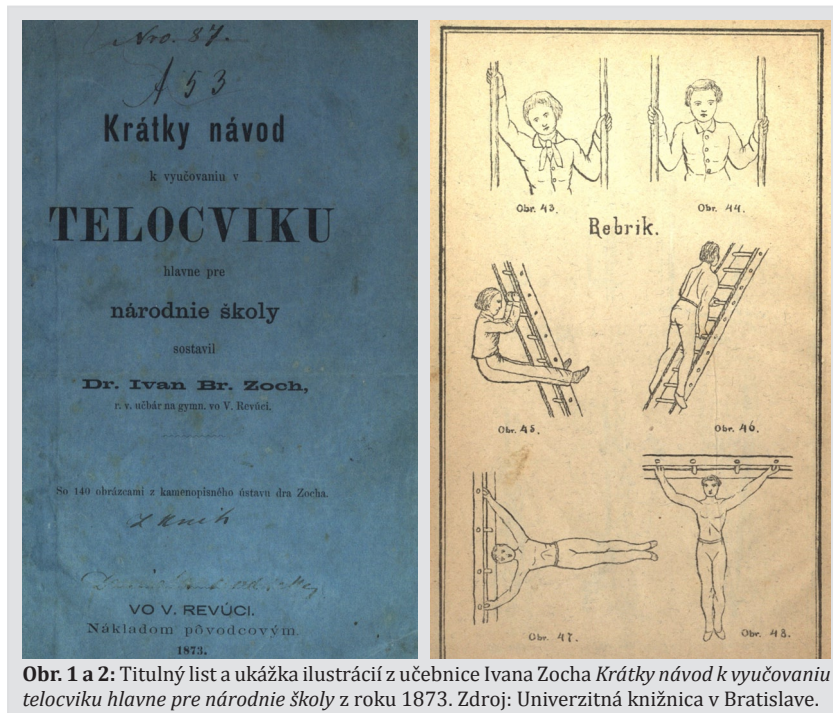 Nro. 87.
A 53
Krátky návod
k vyučovaniu v
TELOCVIKU
hlavne pre
národnie školy
sostavil
Dr. Ivan Br. Zoch,
r. v. učbár na gymn. vo V. Revúci.
So 140 obrázcami z kamenopisného ústavu dra Zocha.
z knih
VO V. REVÚCI.
Nákladom pôvodcovým.
1873.
Obr. 43.
Obr. 44.
Rebrik.
Obr. 45.
Obr. 46.
Obr. 47.
Obr. 48.
Obr. 1 a 2: Titulný list a ukážka ilustrácií z učebnice Ivana Zocha Krátky návod k vyučovaniu
telocviku hlavne pre národnie školy z roku 1873. Zdroj: Univerzitná knižnica v Bratislave.